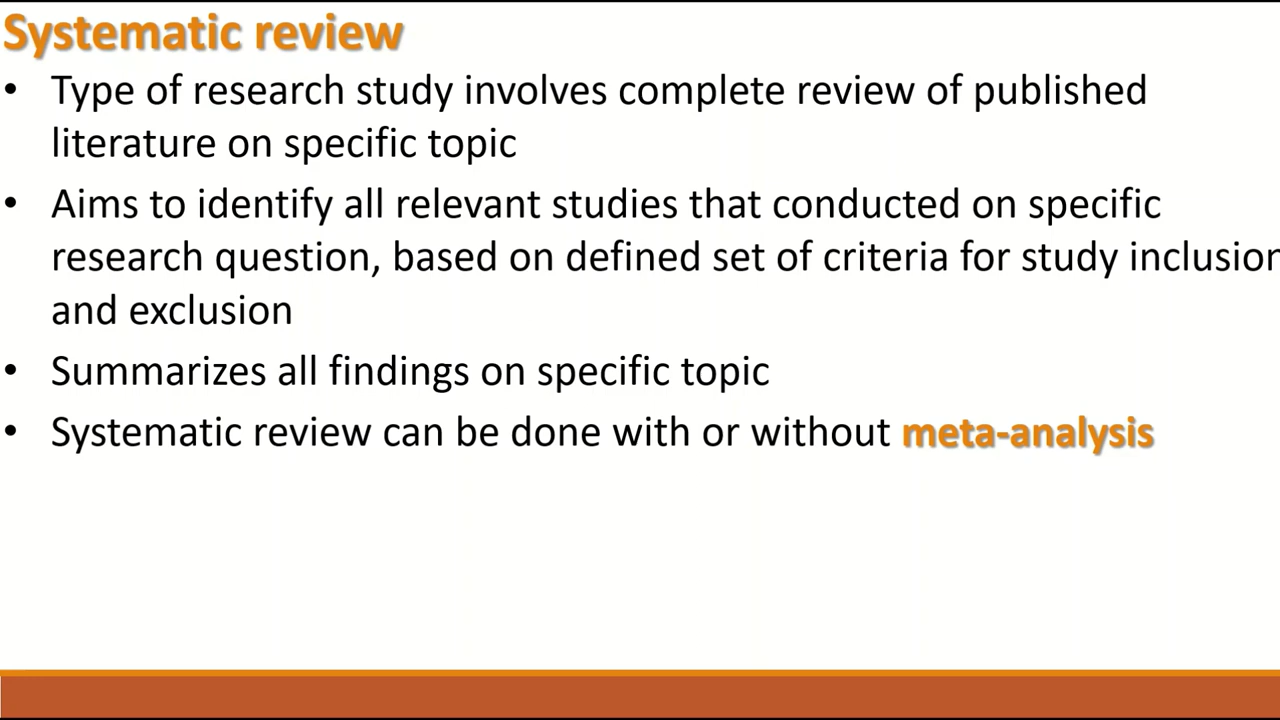 Systematic review
• Type of research study involves complete review of published
literature on specific topic
• Aims to identify all relevant studies that conducted on specific
research question, based on defined set of criteria for study inclusion
and exclusion
• Summarizes all findings on specific topic
• Systematic review can be done with or without meta-analysis